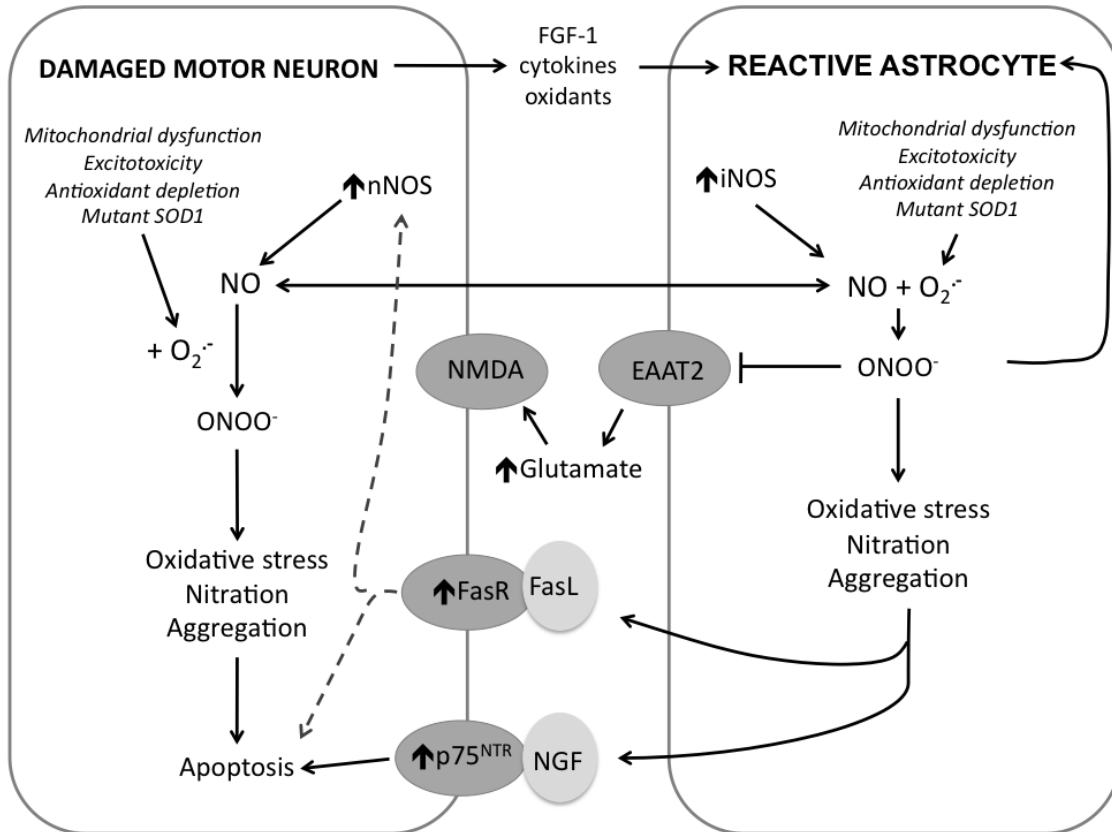 DAMAGED MOTOR NEURON
FGF-1
cytokines
oxidants
REACTIVE ASTROCYTE
Mitochondrial dysfunction
Excitotoxicity
Antioxidant depletion
Mutant SOD1
nNOS
NO
+ O₂·⁻
ONOO⁻
Oxidative stress
Nitration
Aggregation
Apoptosis
NMDA
EAAT2
Glutamate
FasR
FasL
p75ᴺᵀᴿ
NGF
iNOS
Mitochondrial dysfunction
Excitotoxicity
Antioxidant depletion
Mutant SOD1
NO + O₂·⁻
ONOO⁻
Oxidative stress
Nitration
Aggregation